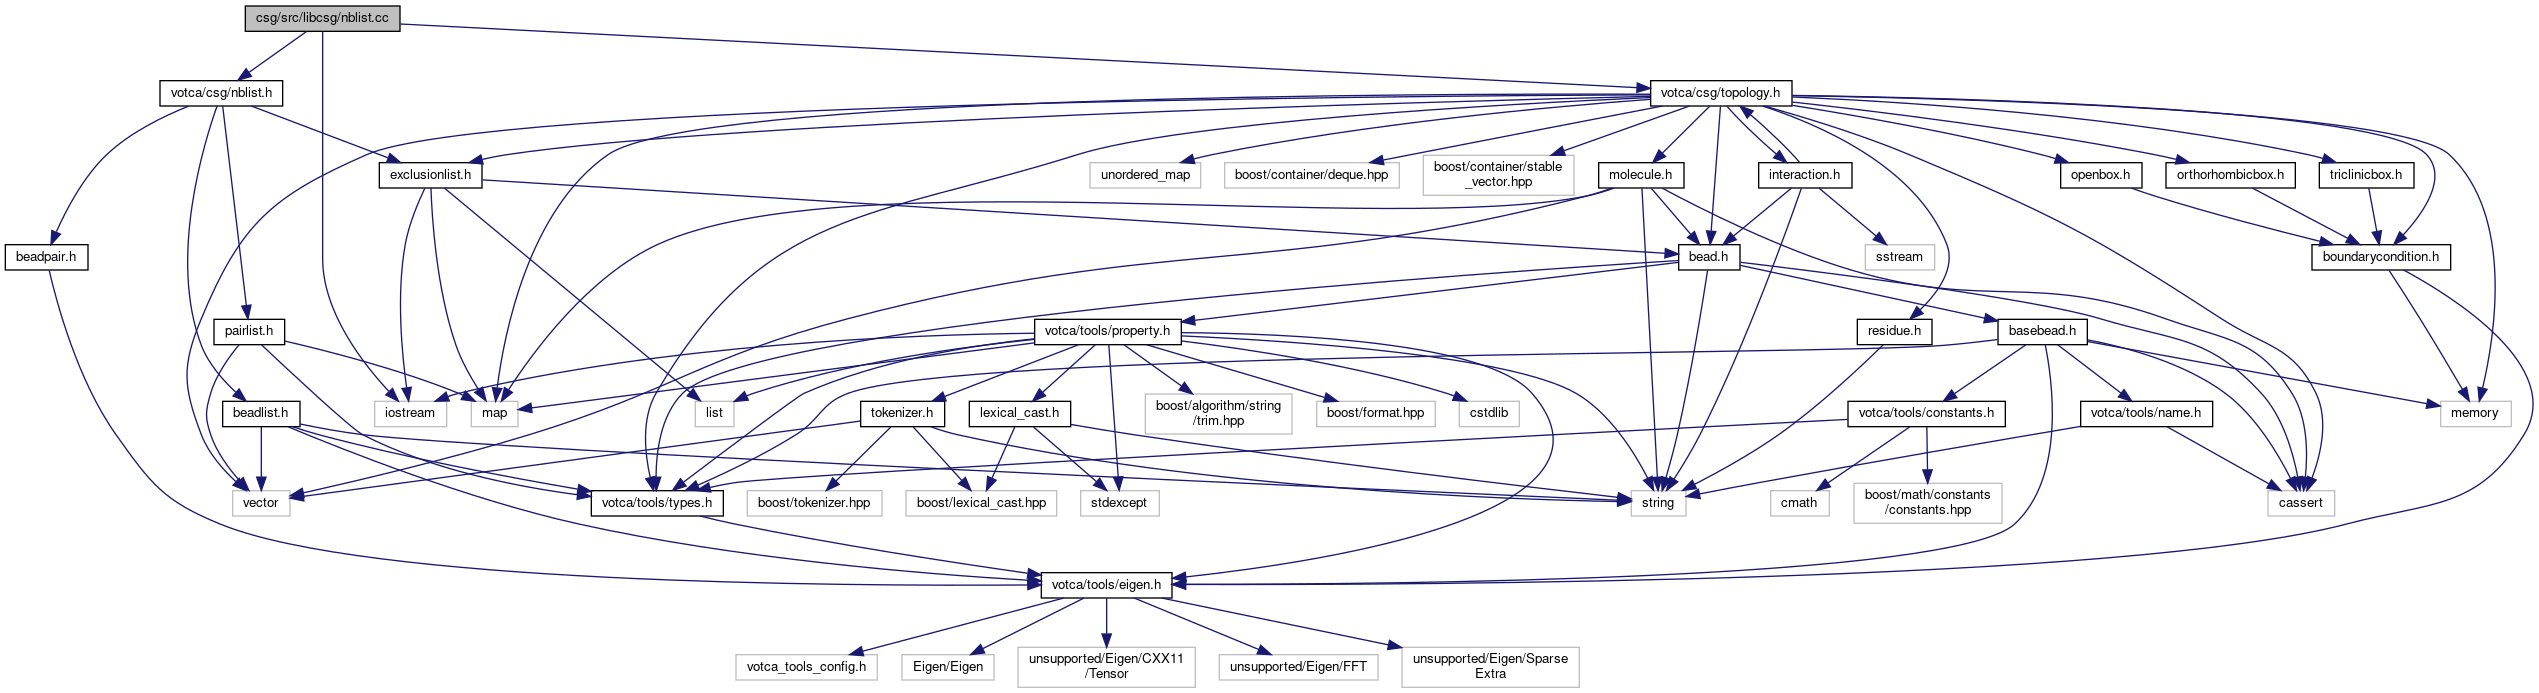 csg/src/libcsg/nblist.cc
votca/csg/nblist.h
votca/csg/topology.h
exclusionlist.h
unordered_map
boost/container/deque.hpp
boost/container/stable
_vector.hpp
molecule.h
interaction.h
openbox.h
orthorhombicbox.h
triclinicbox.h
beadpair.h
bead.h
sstream
boundarycondition.h
pairlist.h
votca/tools/property.h
residue.h
basebead.h
beadlist.h
iostream
map
list
tokenizer.h
lexical_cast.h
boost/algorithm/string
/trim.hpp
boost/format.hpp
cstdlib
votca/tools/constants.h
votca/tools/name.h
memory
vector
votca/tools/types.h
boost/tokenizer.hpp
boost/lexical_cast.hpp
stdexcept
string
cmath
boost/math/constants
/constants.hpp
cassert
votca/tools/eigen.h
votca_tools_config.h
Eigen/Eigen
unsupported/Eigen/CXX11
/Tensor
unsupported/Eigen/FFT
unsupported/Eigen/Sparse
Extra